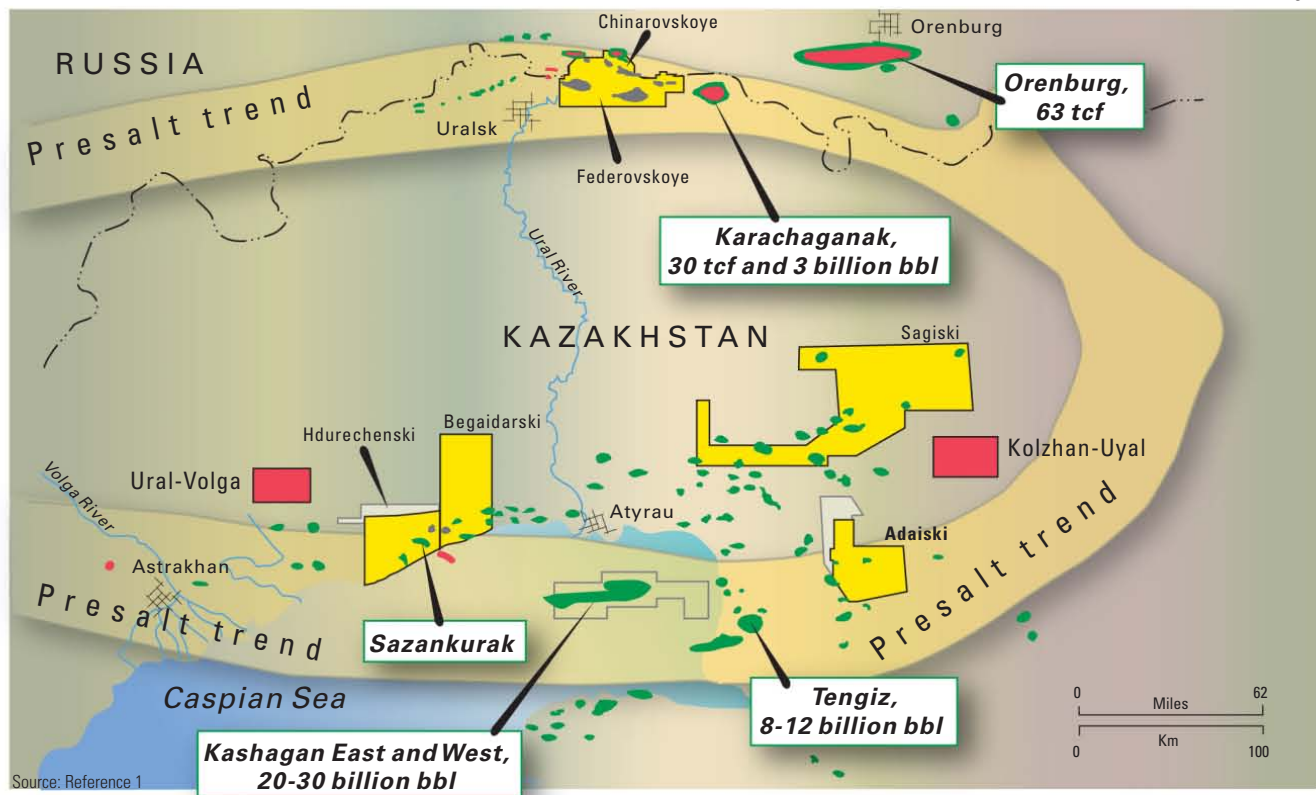 Chinarovskoye
Orenburg
RUSSIA
Presalt trend
Orenburg,
63 tcf
Uralsk
Federovskoye
Ural River
Karachaganak,
30 tcf and 3 billion bbl
KAZAKHSTAN
Sagiski
Begaidarski
Hdurechenski
Ural-Volga
Kolzhan-Uyal
Volga River
Atyrau
Adaiski
Astrakhan
Presalt trend
Presalt trend
Sazankurak
Caspian Sea
Tengiz,
8-12 billion bbl
Kashagan East and West,
20-30 billion bbl
0 62
Miles
Km
0 100
Source: Reference 1